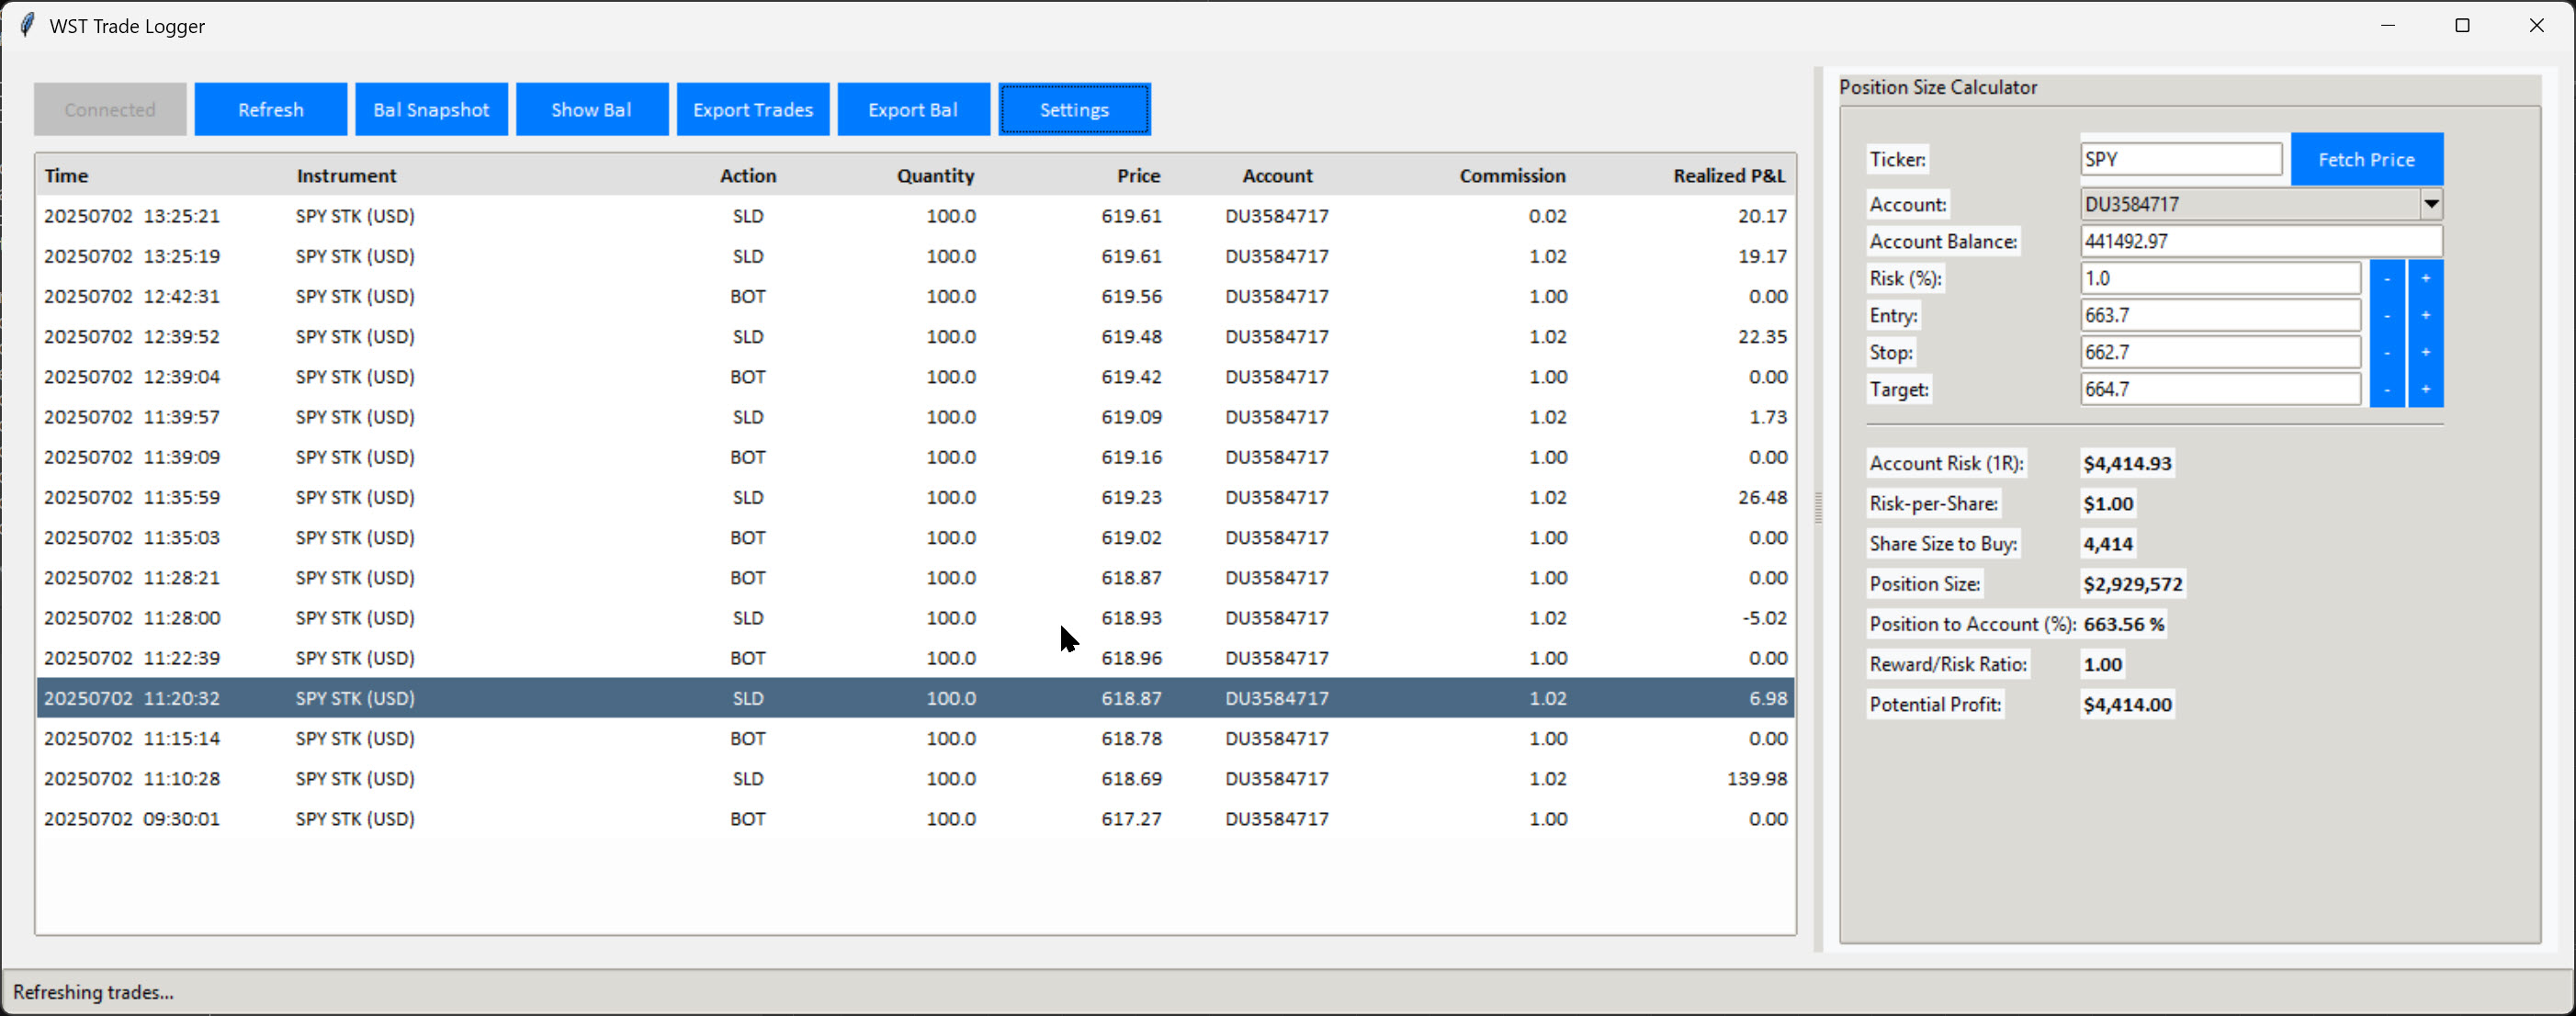 WST Trade Logger
Connected Refresh Bal Snapshot Show Bal Export Trades Export Bal Settings
Time Instrument Action Quantity Price Account Commission Realized P&L
20250702 13:25:21 SPY STK (USD) SLD 100.0 619.61 DU3584717 0.02 20.17
20250702 13:25:19 SPY STK (USD) SLD 100.0 619.61 DU3584717 1.02 19.17
20250702 12:42:31 SPY STK (USD) BOT 100.0 619.56 DU3584717 1.00 0.00
20250702 12:39:52 SPY STK (USD) SLD 100.0 619.48 DU3584717 1.02 22.35
20250702 12:39:04 SPY STK (USD) BOT 100.0 619.42 DU3584717 1.00 0.00
20250702 11:39:57 SPY STK (USD) SLD 100.0 619.09 DU3584717 1.02 1.73
20250702 11:39:09 SPY STK (USD) BOT 100.0 619.16 DU3584717 1.00 0.00
20250702 11:35:59 SPY STK (USD) SLD 100.0 619.23 DU3584717 1.02 26.48
20250702 11:35:03 SPY STK (USD) BOT 100.0 619.02 DU3584717 1.00 0.00
20250702 11:28:21 SPY STK (USD) BOT 100.0 618.87 DU3584717 1.00 0.00
20250702 11:28:00 SPY STK (USD) SLD 100.0 618.93 DU3584717 1.02 -5.02
20250702 11:22:39 SPY STK (USD) BOT 100.0 618.96 DU3584717 1.00 0.00
20250702 11:20:32 SPY STK (USD) SLD 100.0 618.87 DU3584717 1.02 6.98
20250702 11:15:14 SPY STK (USD) BOT 100.0 618.78 DU3584717 1.00 0.00
20250702 11:10:28 SPY STK (USD) SLD 100.0 618.69 DU3584717 1.02 139.98
20250702 09:30:01 SPY STK (USD) BOT 100.0 617.27 DU3584717 1.00 0.00
Position Size Calculator
Ticker: SPY Fetch Price
Account: DU3584717
Account Balance: 441492.97
Risk (%): 1.0 - +
Entry: 663.7 - +
Stop: 662.7 - +
Target: 664.7 - +
Account Risk (1R): $4,414.93
Risk-per-Share: $1.00
Share Size to Buy: 4,414
Position Size: $2,929,572
Position to Account (%): 663.56 %
Reward/Risk Ratio: 1.00
Potential Profit: $4,414.00
Refreshing trades...